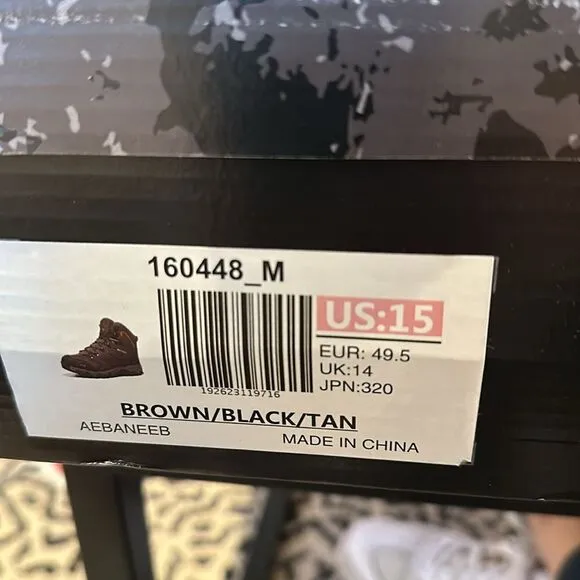 160448_M
192623119716
US:15
EUR: 49.5
UK:14
JPN:320
BROWN/BLACK/TAN
AEBANEEB
MADE IN CHINA